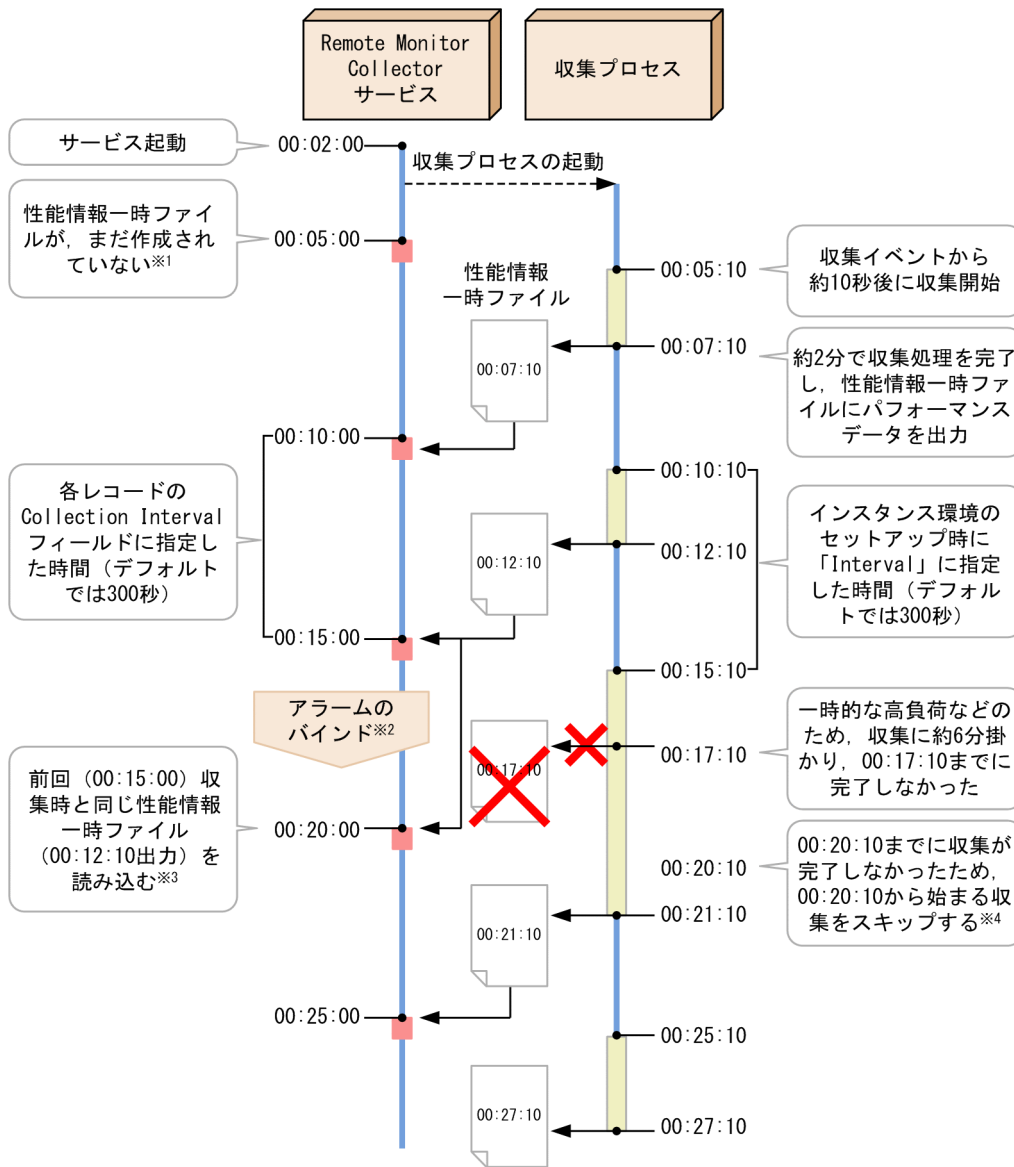 Remote Monitor
Collector
サービス
収集プロセス
サービス起動
00:02:00
収集プロセスの起動
性能情報一時ファイ
ルが，まだ作成され
ていない※1
00:05:00
性能情報
一時ファイル
00:05:10
収集イベントから
約10秒後に収集開始
00:07:10
00:07:10
約2分で収集処理を完了
し，性能情報一時ファ
イルにパフォーマンス
データを出力
00:10:00
00:10:10
各レコードの
Collection Interval
フィールドに指定し
た時間（デフォルト
では300秒）
00:12:10
00:12:10
インスタンス環境の
セットアップ時に
「Interval」に指定
した時間（デフォル
トでは300秒）
00:15:00
00:15:10
アラームの
バインド※2
00:17:10
00:17:10
一時的な高負荷などの
ため，収集に約6分掛
かり，00:17:10までに
完了しなかった
前回（00:15:00）収
集時と同じ性能情報
一時ファイル
（00:12:10出力）を
読み込む※3
00:20:00
00:20:10
00:20:10までに収集が
完了しなかったため，
00:20:10から始まる収
集をスキップする※4
00:21:10
00:21:10
00:25:00
00:25:10
00:27:10
00:27:10